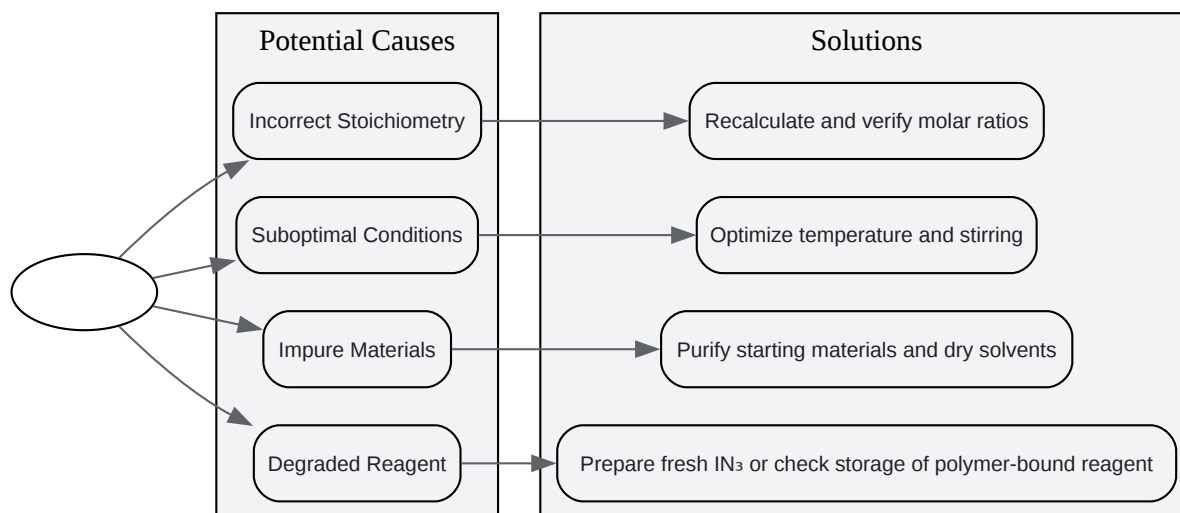 Potential Causes
Solutions
Incorrect Stoichiometry
Recalculate and verify molar ratios
Suboptimal Conditions
Optimize temperature and stirring
Impure Materials
Purify starting materials and dry solvents
Degraded Reagent
Prepare fresh IN₃ or check storage of polymer-bound reagent